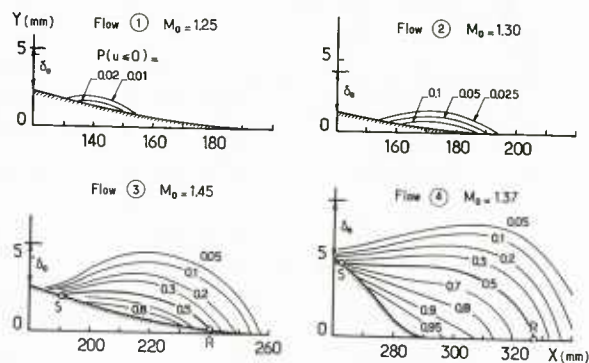 Y (mm) Flow ① M₀ = 1.25
5
δ₀
P(u ≤ 0) =
0.02 0.01
0
140 160 180
Flow ② M₀ = 1.30
5
δ₀
0.1 0.05 0.025
0
160 180 200 220
Flow ③ M₀ = 1.45
5
δ₀
0.05
0.1
0.2
0.3
0.5
0.8
S
R
0
180 200 220 240 260
Flow ④ M₀ = 1.37
δ₀
5
0.05
0.1
0.2
0.3
0.5
0.7
0.8
0.9
0.95
S
R
0
260 280 300 320 X (mm)